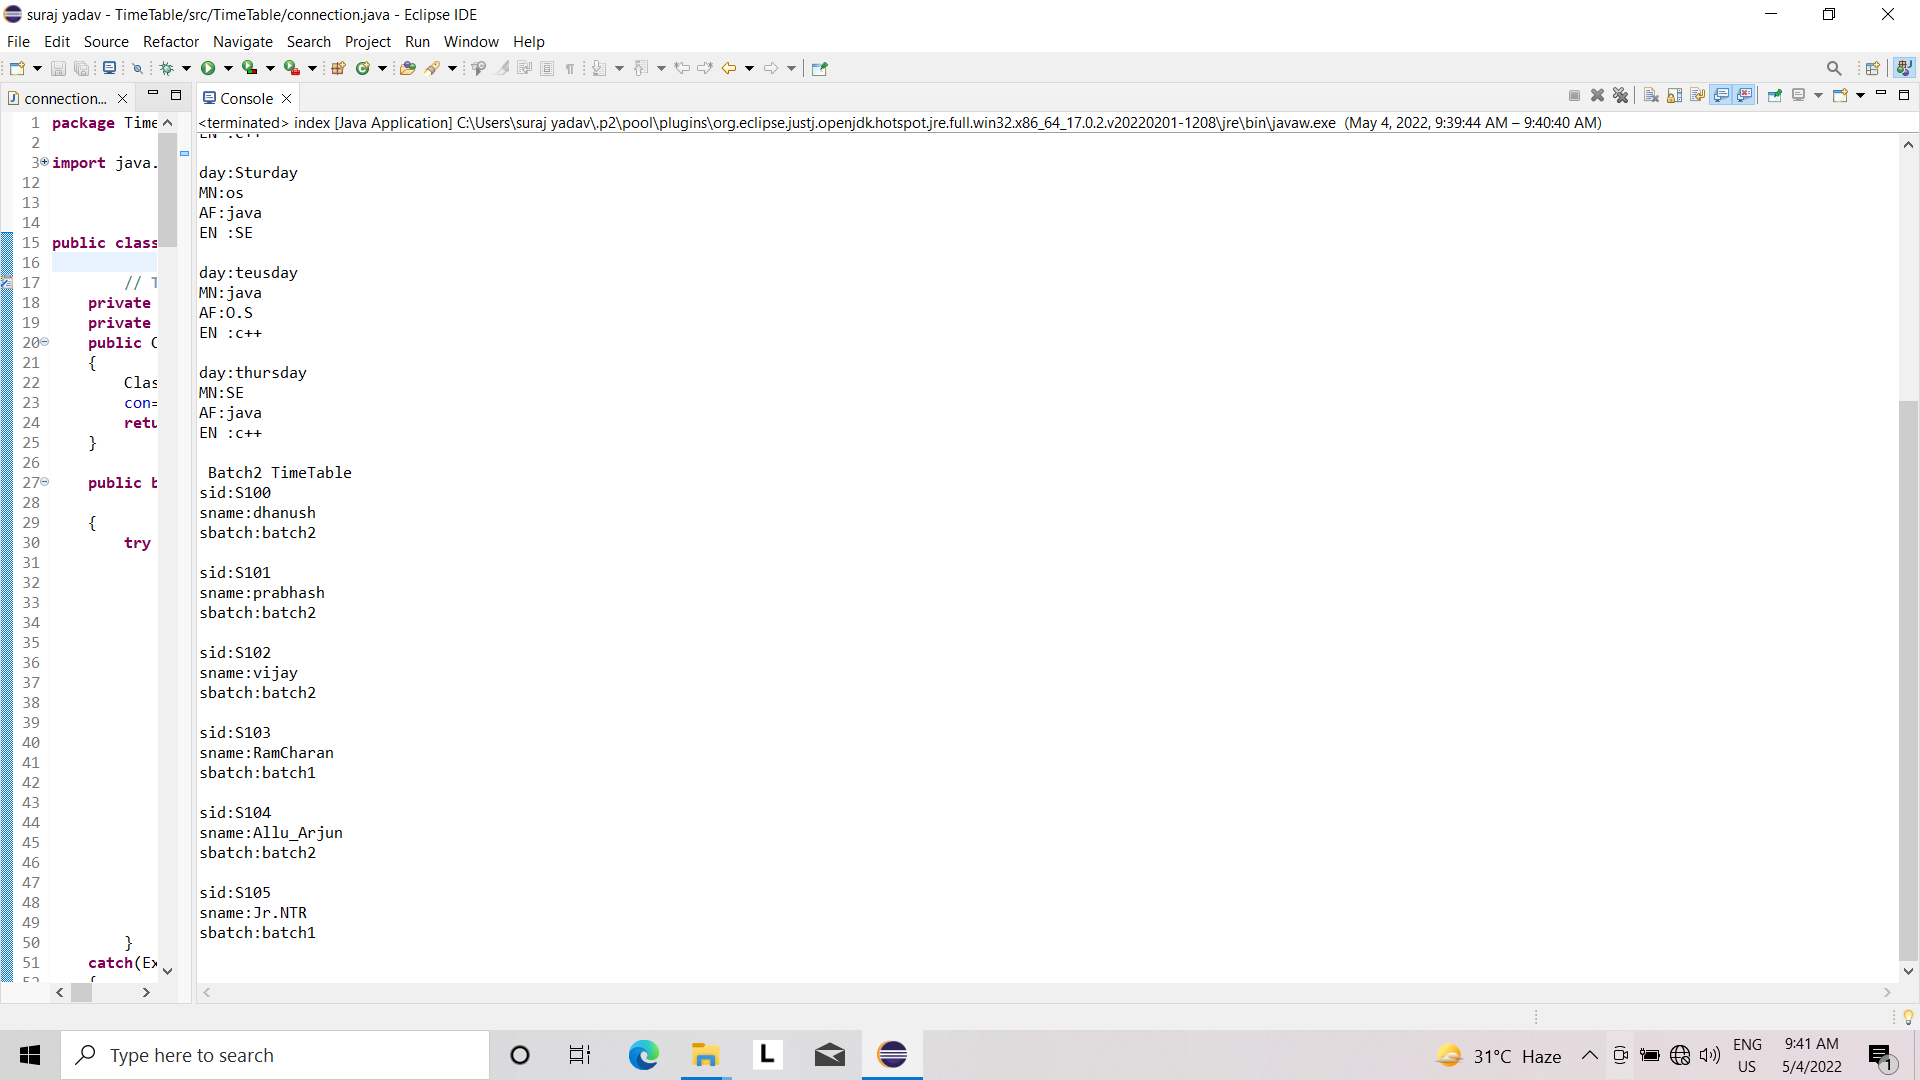 suraj yadav - TimeTable/src/TimeTable/connection.java - Eclipse IDE
File Edit Source Refactor Navigate Search Project Run Window Help
connection...
Console
<terminated> index [Java Application] C:\Users\suraj yadav\.p2\pool\plugins\org.eclipse.justj.openjdk.hotspot.jre.full.win32.x86_64_17.0.2.v20220201-1208\jre\bin\javaw.exe (May 4, 2022, 9:39:44 AM – 9:40:40 AM)
1 package Time
2
3 import java.
12
13
14
15 public class
16
17 // T
18 private
19 private
20 public C
21 {
22 Clas
23 con=
24 retu
25 }
26
27 public b
28
29 {
30 try
31
32
33
34
35
36
37
38
39
40
41
42
43
44
45
46
47
48
49
50 }
51 catch(Ex
52 {
EN :c++
day:Sturday
MN:os
AF:java
EN :SE
day:teusday
MN:java
AF:O.S
EN :c++
day:thursday
MN:SE
AF:java
EN :c++
Batch2 TimeTable
sid:S100
sname:dhanush
sbatch:batch2
sid:S101
sname:prabhash
sbatch:batch2
sid:S102
sname:vijay
sbatch:batch2
sid:S103
sname:RamCharan
sbatch:batch1
sid:S104
sname:Allu_Arjun
sbatch:batch2
sid:S105
sname:Jr.NTR
sbatch:batch1
Type here to search
L
31°C Haze
ENG
US
9:41 AM
5/4/2022
1